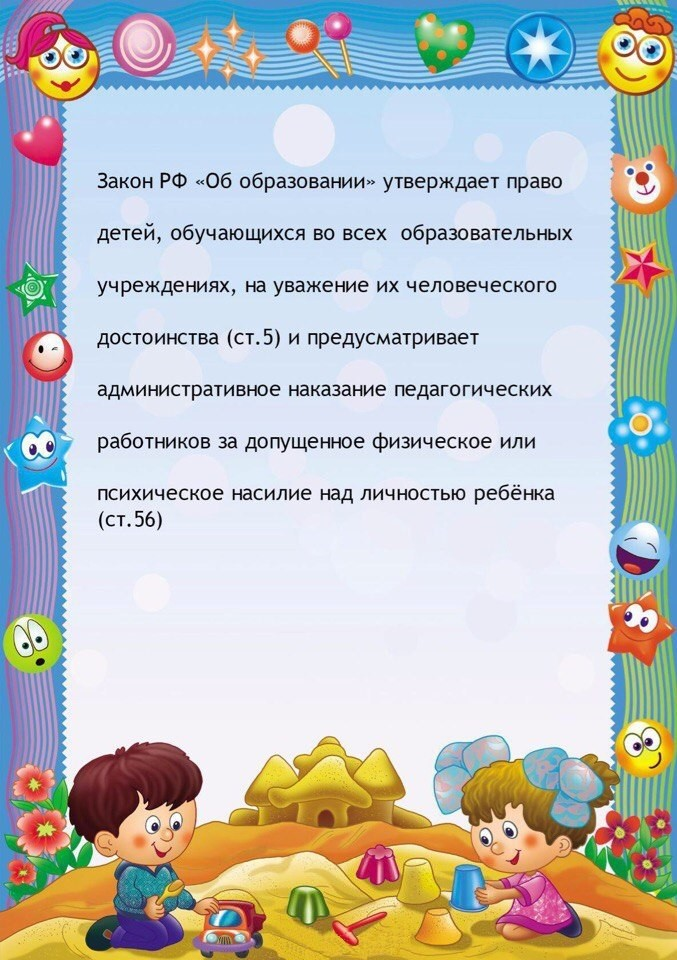 Закон РФ «Об образовании» утверждает право
детей, обучающихся во всех  образовательных
учреждениях, на уважение их человеческого
достоинства (ст.5) и предусматривает
административное наказание педагогических
работников за допущенное физическое или
психическое насилие над личностью ребёнка
(ст.56)